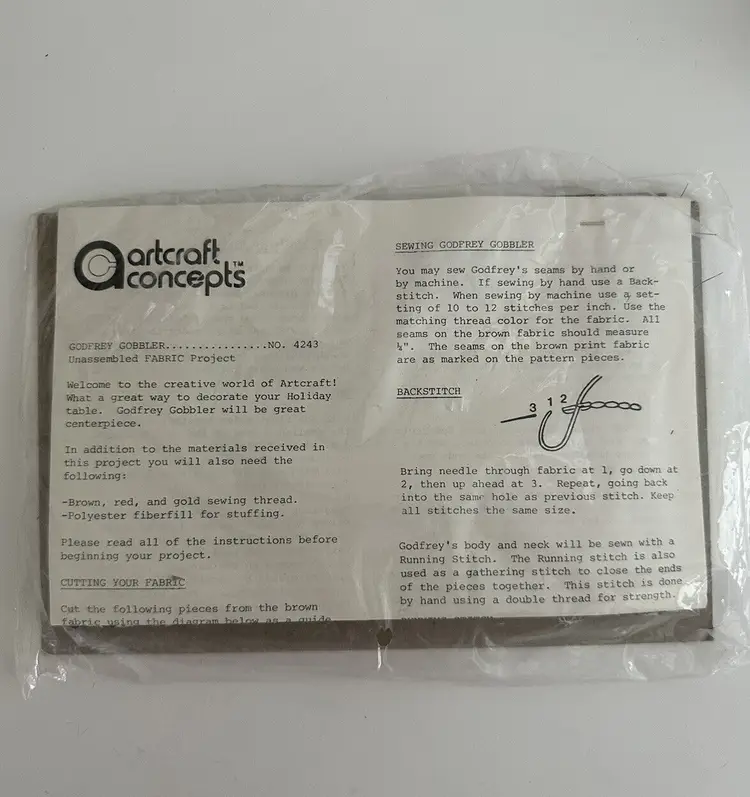 artcraft™
concepts
GODFREY GOBBLER................NO. 4243
Unassembled FABRIC Project
Welcome to the creative world of Artcraft!
What a great way to decorate your Holiday
table. Godfrey Gobbler will be great
centerpiece.
In addition to the materials received in
this project you will also need the
following:
-Brown, red, and gold sewing thread.
-Polyester fiberfill for stuffing.
Please read all of the instructions before
beginning your project.
CUTTING YOUR FABRIC
Cut the following pieces from the brown
fabric using the diagram below as a guide
SEWING GODFREY GOBBLER
You may sew Godfrey's seams by hand or
by machine. If sewing by hand use a Back-
stitch. When sewing by machine use a set-
ting of 10 to 12 stitches per inch. Use the
matching thread color for the fabric. All
seams on the brown fabric should measure
¼". The seams on the brown print fabric
are as marked on the pattern pieces.
BACKSTITCH
3 1 2
Bring needle through fabric at 1, go down at
2, then up ahead at 3. Repeat, going back
into the same hole as previous stitch. Keep
all stitches the same size.
Godfrey's body and neck will be sewn with a
Running Stitch. The Running stitch is also
used as a gathering stitch to close the ends
of the pieces together. This stitch is done
by hand using a double thread for strength.